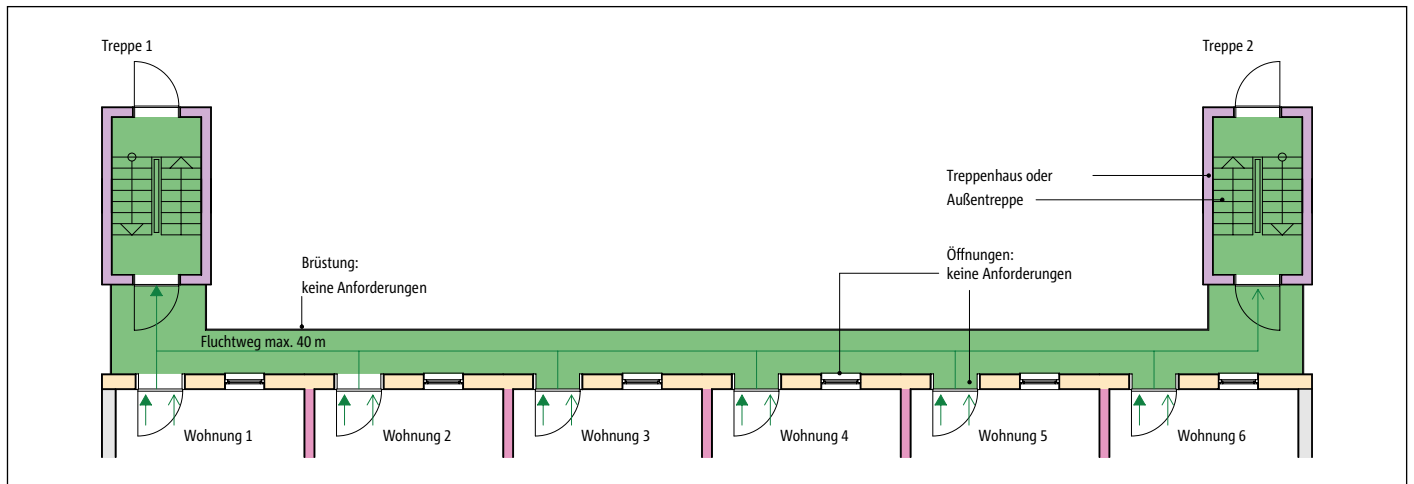 Treppe 1
Treppe 2
Treppenhaus oder
Außentreppe
Brüstung:
keine Anforderungen
Öffnungen:
keine Anforderungen
Fluchtweg max. 40 m
Wohnung 1
Wohnung 2
Wohnung 3
Wohnung 4
Wohnung 5
Wohnung 6